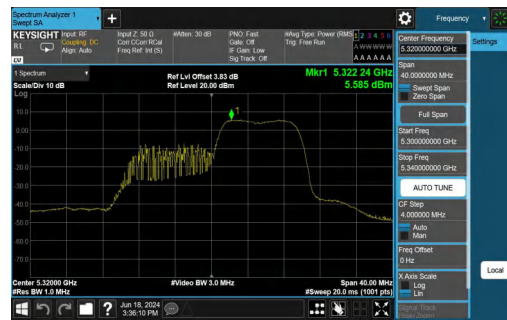 Spectrum Analyzer 1
Swept SA
Frequency
KEYSIGHT
Input: RF
Coupling: DC
Align: Auto
Input Z: 50 Ω
Corr CCorr RCal
Freq Ref: Int (S)
#Atten: 30 dB
PNO: Fast
Gate: Off
IF Gain: Low
Sig Track: Off
#Avg Type: Power (RMS
Trig: Free Run
1 2 3 4 5 6
A W W W W W
A A A A A A
LXI
1 Spectrum
Scale/Div 10 dB
Log
Ref Lvl Offset 3.83 dB
Ref Level 20.00 dBm
Mkr1 5.322 24 GHz
5.585 dBm
1
10.0
0.00
-10.0
-20.0
-30.0
-40.0
-50.0
-60.0
-70.0
Center 5.32000 GHz
#Res BW 1.0 MHz
#Video BW 3.0 MHz
Span 40.00 MHz
#Sweep 20.0 ms (1001 pts)
Center Frequency
5.320000000 GHz
Settings
Span
40.0000000 MHz
Swept Span
Zero Span
Full Span
Start Freq
5.300000000 GHz
Stop Freq
5.340000000 GHz
AUTO TUNE
CF Step
4.000000 MHz
Auto
Man
Freq Offset
0 Hz
X Axis Scale
Log
Lin
Local
Signal Track
Jun 18, 2024
3:36:10 PM